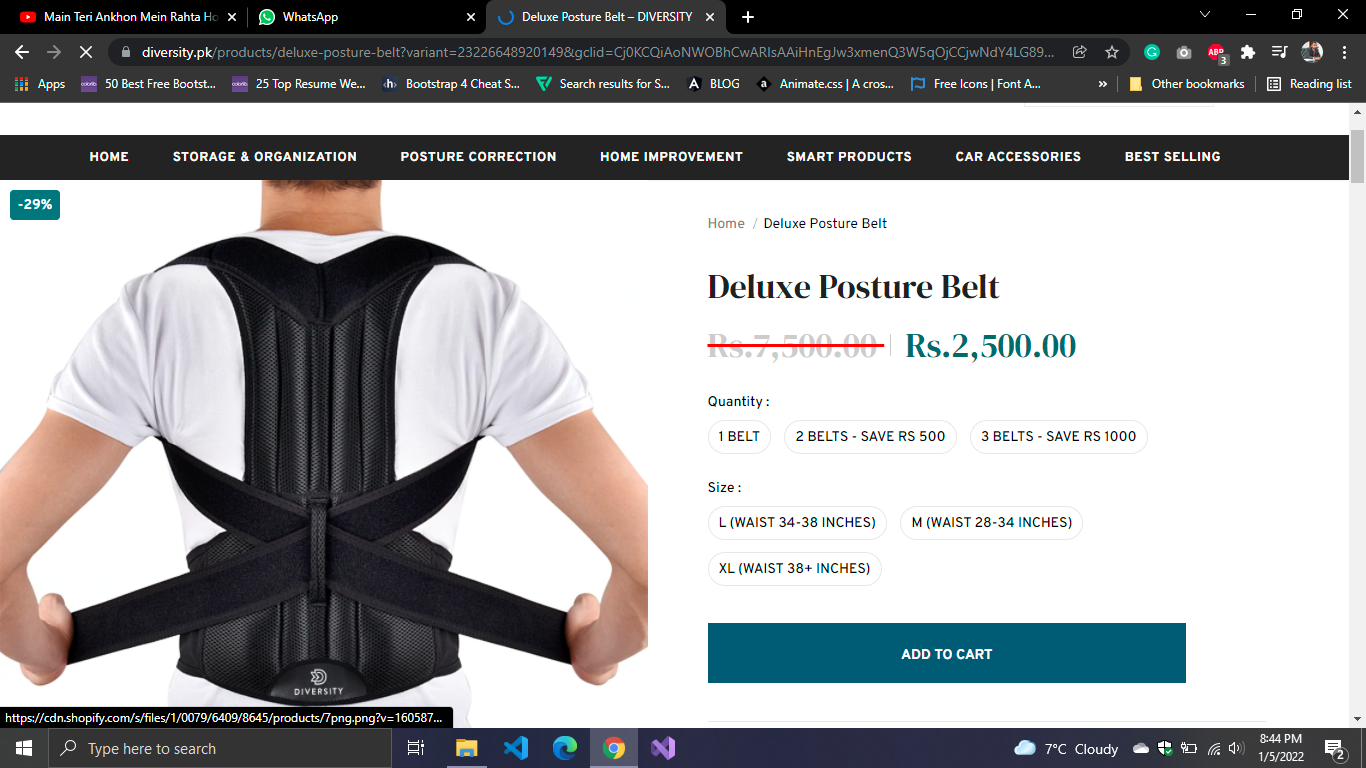 Main Teri Ankhon Mein Rahta Ho
WhatsApp
Deluxe Posture Belt – DIVERSITY
diversity.pk/products/deluxe-posture-belt?variant=23226648920149&gclid=Cj0KCQiAoNWOBhCwARIsAAiHnEgJw3xmenQ3W5qOjCCjwNdY4LG89...
ABP
3
Apps
colorlib
50 Best Free Bootst...
colorlib
25 Top Resume We...
h
Bootstrap 4 Cheat S...
Search results for S...
BLOG
a
Animate.css | A cros...
Free Icons | Font A...
»
Other bookmarks
Reading list
HOME
STORAGE & ORGANIZATION
POSTURE CORRECTION
HOME IMPROVEMENT
SMART PRODUCTS
CAR ACCESSORIES
BEST SELLING
-29%
Home / Deluxe Posture Belt
Deluxe Posture Belt
Rs.7,500.00 Rs.2,500.00
Quantity :
1 BELT
2 BELTS - SAVE RS 500
3 BELTS - SAVE RS 1000
Size :
L (WAIST 34-38 INCHES)
M (WAIST 28-34 INCHES)
XL (WAIST 38+ INCHES)
ADD TO CART
DIVERSITY
https://cdn.shopify.com/s/files/1/0079/6409/8645/products/7png.png?v=160587...
Type here to search
7°C Cloudy
8:44 PM
1/5/2022
2